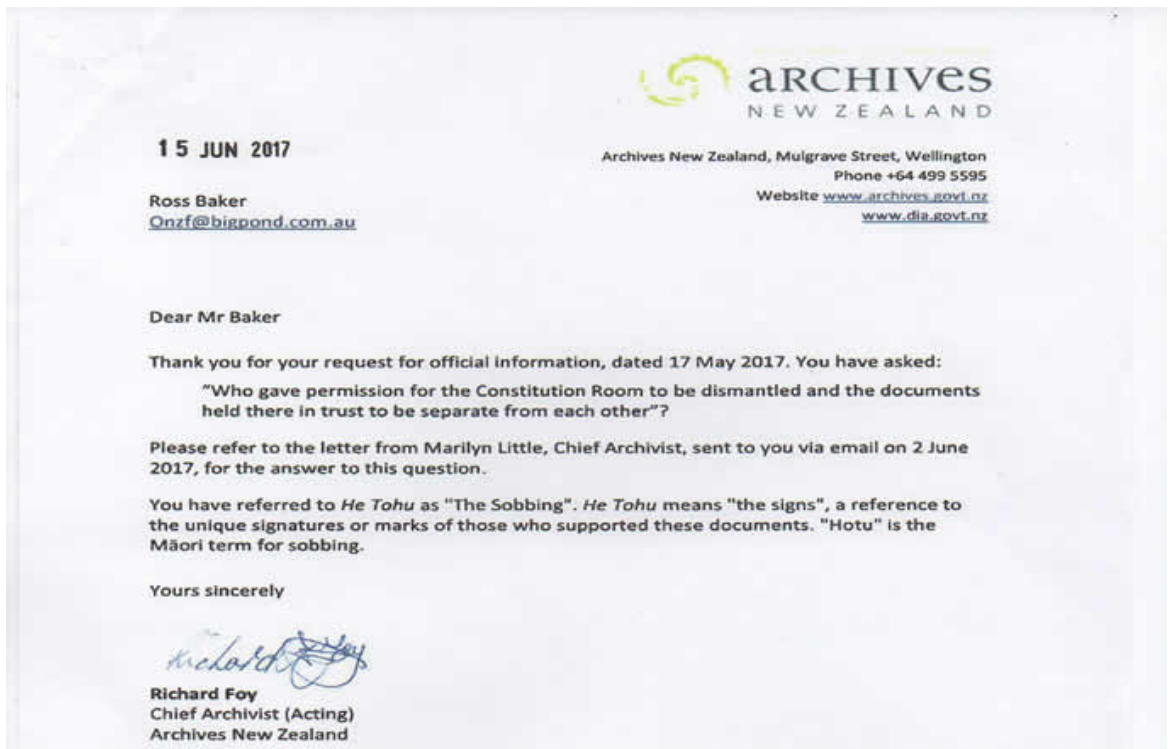 aRCHIVes
NEW ZEALAND
15 JUN 2017
Archives New Zealand, Mulgrave Street, Wellington
Phone +64 499 5595
Website www.archives.govt.nz
www.dia.govt.nz
Ross Baker
Onzf@bigpond.com.au
Dear Mr Baker
Thank you for your request for official information, dated 17 May 2017. You have asked:
"Who gave permission for the Constitution Room to be dismantled and the documents
held there in trust to be separate from each other"?
Please refer to the letter from Marilyn Little, Chief Archivist, sent to you via email on 2 June
2017, for the answer to this question.
You have referred to He Tohu as "The Sobbing". He Tohu means "the signs", a reference to
the unique signatures or marks of those who supported these documents. "Hotu" is the
Māori term for sobbing.
Yours sincerely
Richard Foy
Richard Foy
Chief Archivist (Acting)
Archives New Zealand